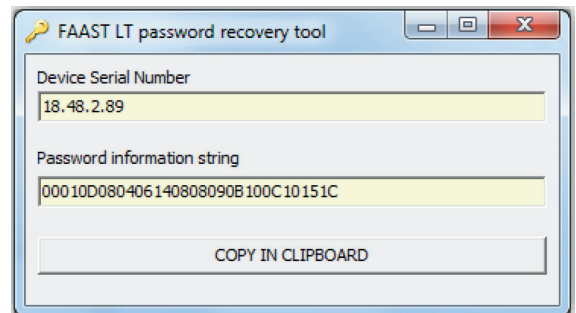 FAAST LT password recovery tool
Device Serial Number
18.48.2.89
Password information string
00010D080406140808090B100C10151C
COPY IN CLIPBOARD